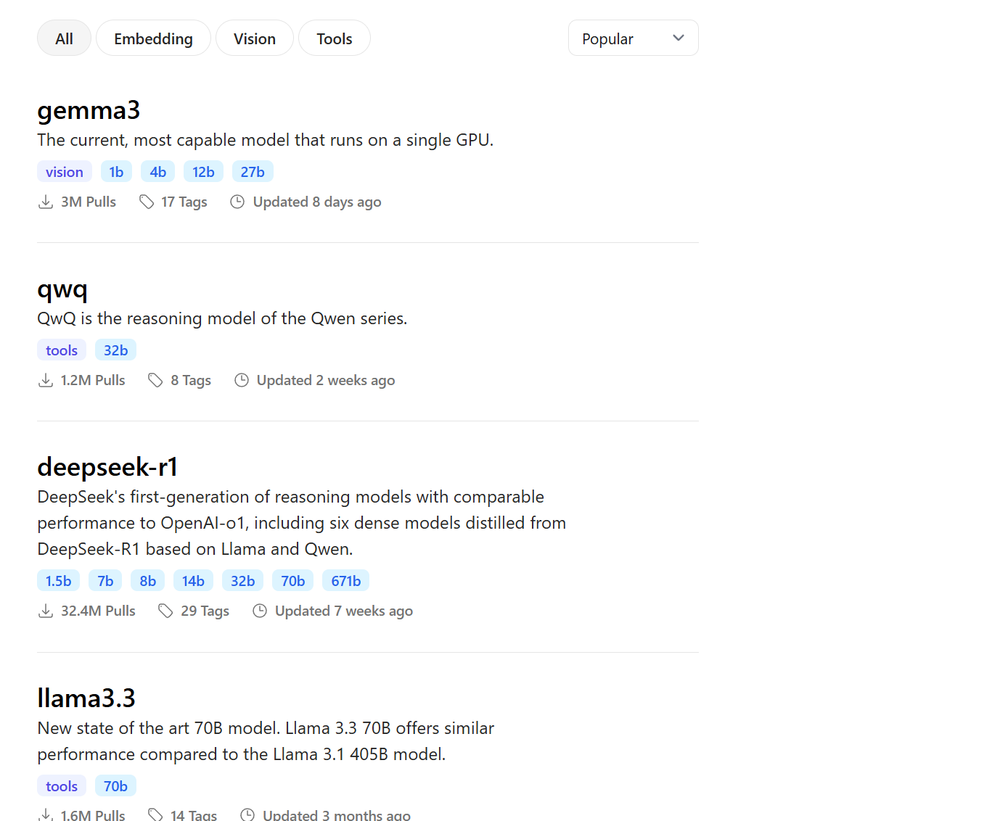 All Embedding Vision Tools Popular
gemma3
The current, most capable model that runs on a single GPU.
vision 1b 4b 12b 27b
3M Pulls 17 Tags Updated 8 days ago
qwq
QwQ is the reasoning model of the Qwen series.
tools 32b
1.2M Pulls 8 Tags Updated 2 weeks ago
deepseek-r1
DeepSeek's first-generation of reasoning models with comparable
performance to OpenAI-o1, including six dense models distilled from
DeepSeek-R1 based on Llama and Qwen.
1.5b 7b 8b 14b 32b 70b 671b
32.4M Pulls 29 Tags Updated 7 weeks ago
llama3.3
New state of the art 70B model. Llama 3.3 70B offers similar
performance compared to the Llama 3.1 405B model.
tools 70b
1.6M Pulls 14 Tags Updated 3 months ago